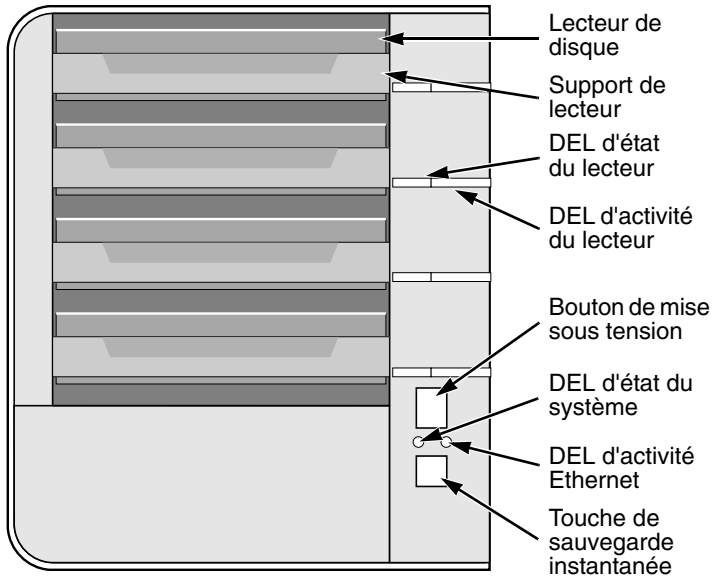 Lecteur de
disque
Support de
lecteur
DEL d'état
du lecteur
DEL d'activité
du lecteur
Bouton de mise
sous tension
DEL d'état du
système
DEL d'activité
Ethernet
Touche de
sauvegarde
instantanée